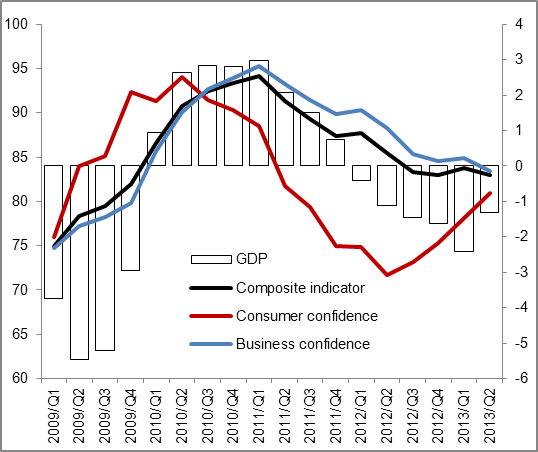 100
95
90
85
80
75
70
65
60
4
3
2
1
0
-1
-2
-3
-4
-5
-6
GDP
Composite indicator
Consumer confidence
Business confidence
2009/Q1
2009/Q2
2009/Q3
2009/Q4
2010/Q1
2010/Q2
2010/Q3
2010/Q4
2011/Q1
2011/Q2
2011/Q3
2011/Q4
2012/Q1
2012/Q2
2012/Q3
2012/Q4
2013/Q1
2013/Q2